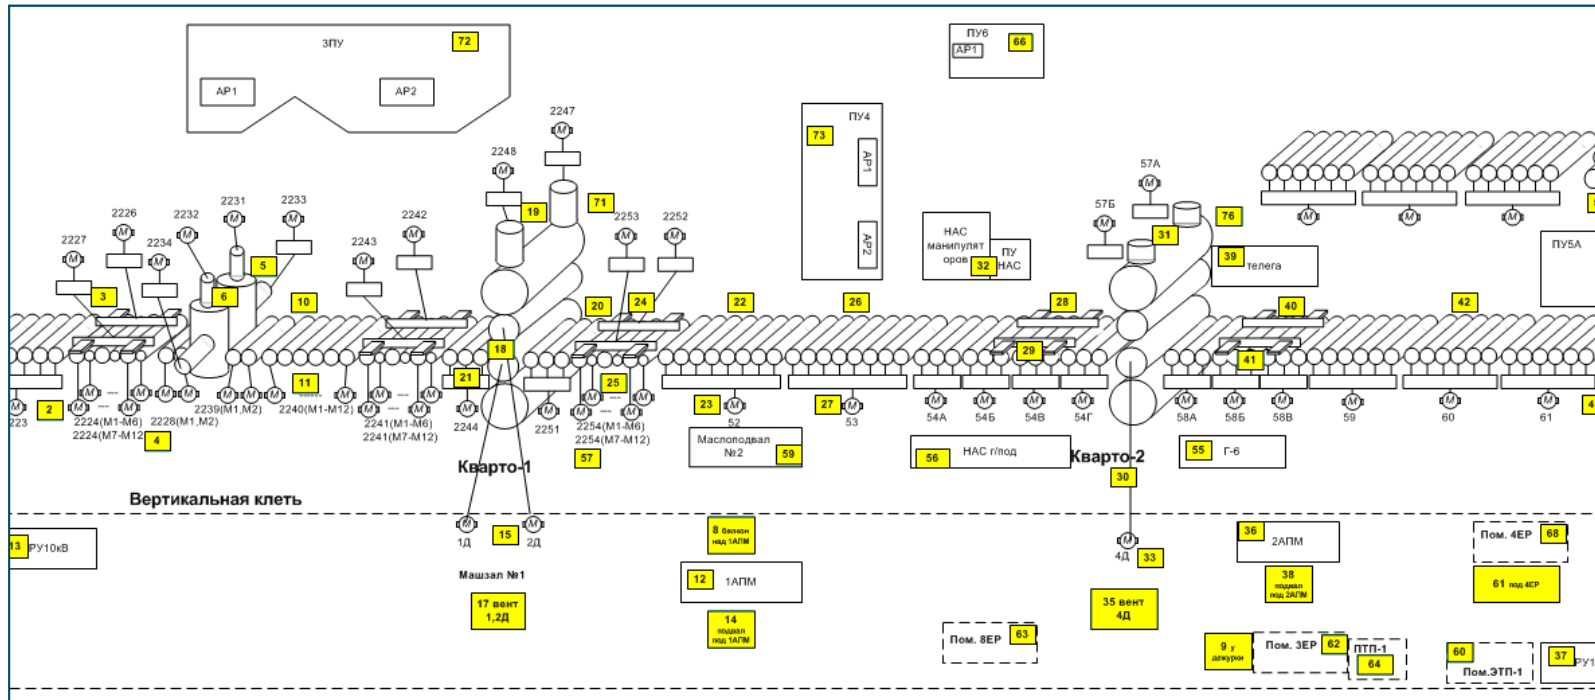 ЗПУ
72
АР1
АР2
ПУ6
АР1
66
ПУ4
73
АР1
АР2
2247
М
2248
М
19
71
57А
М
57Б
М
31
76
2226
М
2227
М
2232
М
2231
М
2233
М
2234
М
3
5
6
10
2242
М
2243
М
2253
М
2252
М
20
24
22
26
НАС
манипулят
оров
32
ПУ
НАС
39
телега
М
М
М
ПУ5А
28
29
40
41
42
18
21
11
25
2
М
223
М
---
М
М
---
М
2224(М1-М6)
2224(М7-М12)
4
М
М
2228(М1,М2)
М
М
М
2239(М1,М2)
М
2240(М1-М12)
М
---
М
М
---
М
2241(М1-М6)
2241(М7-М12)
М
2244
М
2251
М
---
М
М
---
М
2254(М1-М6)
2254(М7-М12)
57
23
М
52
27
М
53
М
54А
М
54Б
М
54В
М
54Г
М
58А
М
58Б
М
58В
М
59
М
60
М
61
4
Маслоподвал
№2
59
56
НАС г/под
55
Г-6
Кварто-1
Кварто-2
30
Вертикальная клеть
13
РУ10кВ
М
1Д
15
М
2Д
Машзал №1
17 вент
1,2Д
8 балкон
над 1АПМ
12
1АПМ
14
подвал
под 1АПМ
М
4Д
33
35 вент
4Д
36
2АПМ
38
подвал
под 2АПМ
Пом. 4ЕР
68
61 под 4ЕР
Пом. 8ЕР
63
9 у
дежурки
Пом. 3ЕР
62
ПТП-1
64
60
Пом.ЭТП-1
37
РУ1